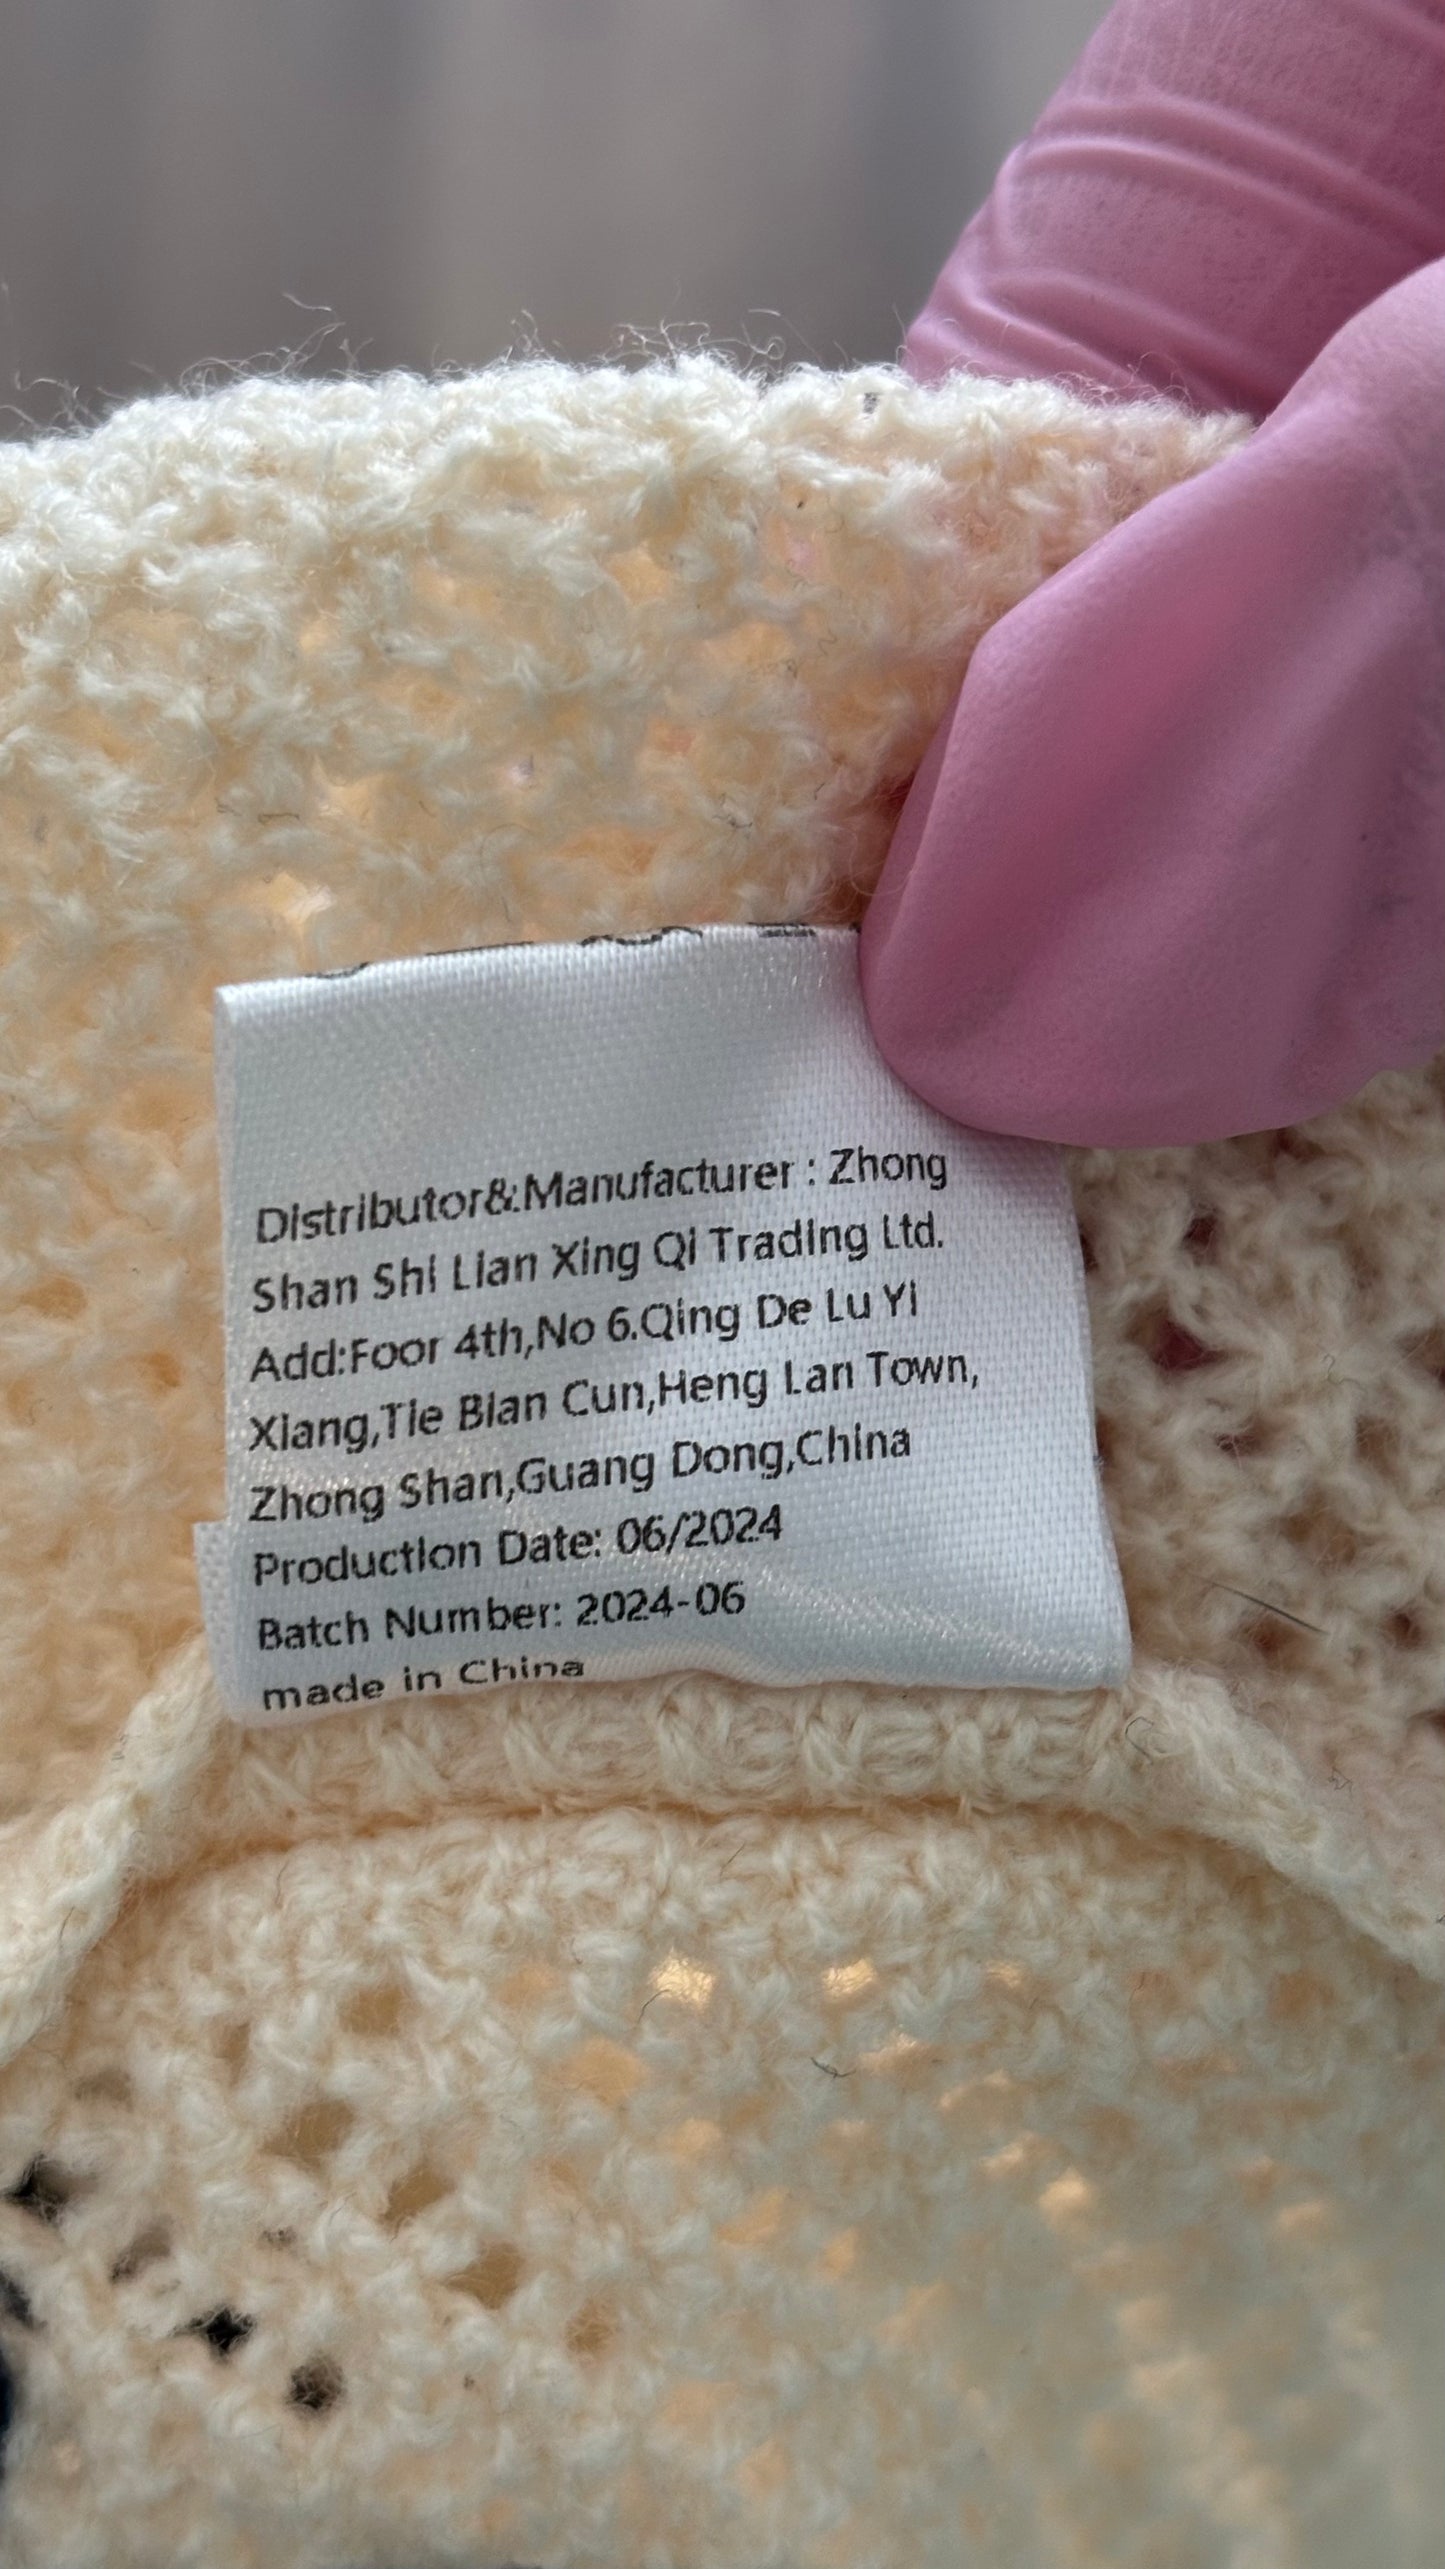 Distributor&Manufacturer : Zhong
Shan Shi Lian Xing Qi Trading Ltd.
Add:Foor 4th,No 6.Qing De Lu Yi
Xiang,Tie Bian Cun,Heng Lan Town,
Zhong Shan,Guang Dong,China
Production Date: 06/2024
Batch Number: 2024-06
made in China